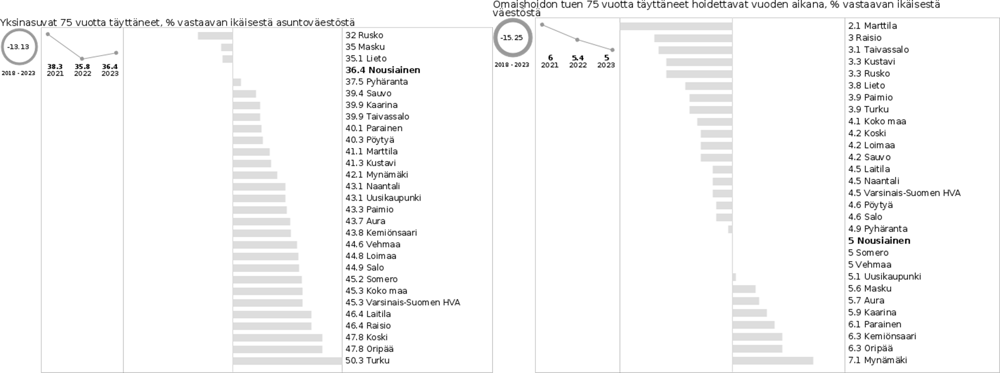 Yksinasuvat 75 vuotta täyttäneet, % vastaavan ikäisestä asuntoväestöstä
-13.13
2018 - 2023
38.3 35.8 36.4
2021 2022 2023
32 Rusko
35 Masku
35.1 Lieto
36.4 Nousiainen
37.5 Pyhäranta
39.4 Sauvo
39.9 Kaarina
39.9 Taivassalo
40.1 Parainen
40.3 Pöytyä
41.1 Marttila
41.3 Kustavi
42.1 Mynämäki
43.1 Naantali
43.1 Uusikaupunki
43.3 Paimio
43.7 Aura
43.8 Kemiönsaari
44.6 Vehmaa
44.8 Loimaa
44.9 Salo
45.2 Somero
45.3 Koko maa
45.3 Varsinais-Suomen HVA
46.4 Laitila
46.4 Raisio
47.8 Koski
47.8 Oripää
50.3 Turku
Omaishoidon tuen 75 vuotta täyttäneet hoidettavat vuoden aikana, % vastaavan ikäisestä
väestöstä
-15.25
2018 - 2023
6 5.4 5
2021 2022 2023
2.1 Marttila
3 Raisio
3.1 Taivassalo
3.3 Kustavi
3.3 Rusko
3.8 Lieto
3.9 Paimio
3.9 Turku
4.1 Koko maa
4.2 Koski
4.2 Loimaa
4.2 Sauvo
4.5 Laitila
4.5 Naantali
4.5 Varsinais-Suomen HVA
4.6 Pöytyä
4.6 Salo
4.9 Pyhäranta
5 Nousiainen
5 Somero
5 Vehmaa
5.1 Uusikaupunki
5.6 Masku
5.7 Aura
5.9 Kaarina
6.1 Parainen
6.3 Kemiönsaari
6.3 Oripää
7.1 Mynämäki